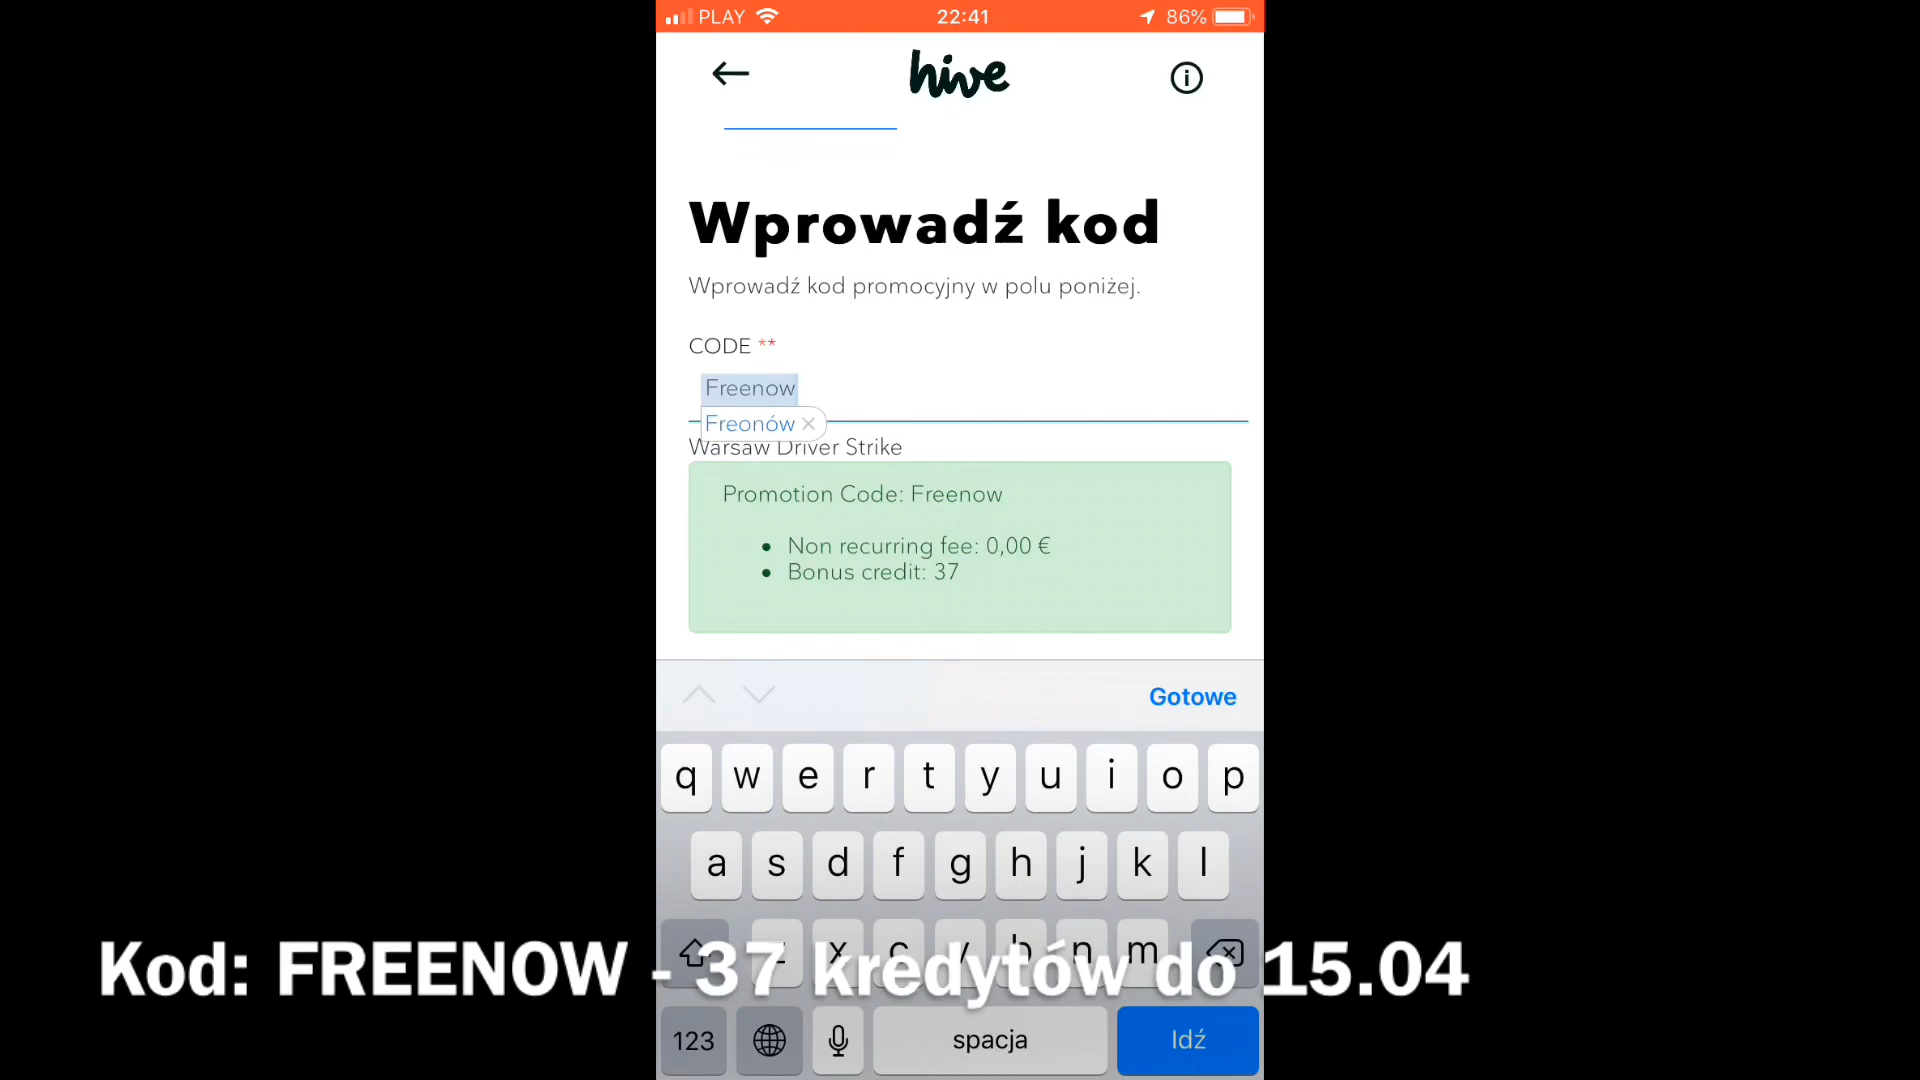 PLAY 22:41 86%
hive
Wprowadź kod
Wprowadź kod promocyjny w polu poniżej.
CODE **
Freenow
Freonów ×
Warsaw Driver Strike
Promotion Code: Freenow
• Non recurring fee: 0,00 €
• Bonus credit: 37
Gotowe
q w e r t y u i o p
a s d f g h j k l
z x c v b n m
Kod: FREENOW - 37 kredytów do 15.04
123 spacja Idź